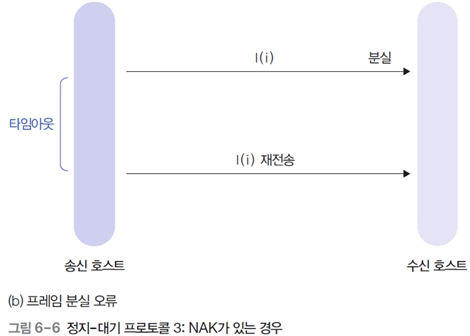 I(i) 분실
타임아웃
I(i) 재전송
송신 호스트 수신 호스트
(b) 프레임 분실 오류
그림 6-6 정지-대기 프로토콜 3: NAK가 있는 경우